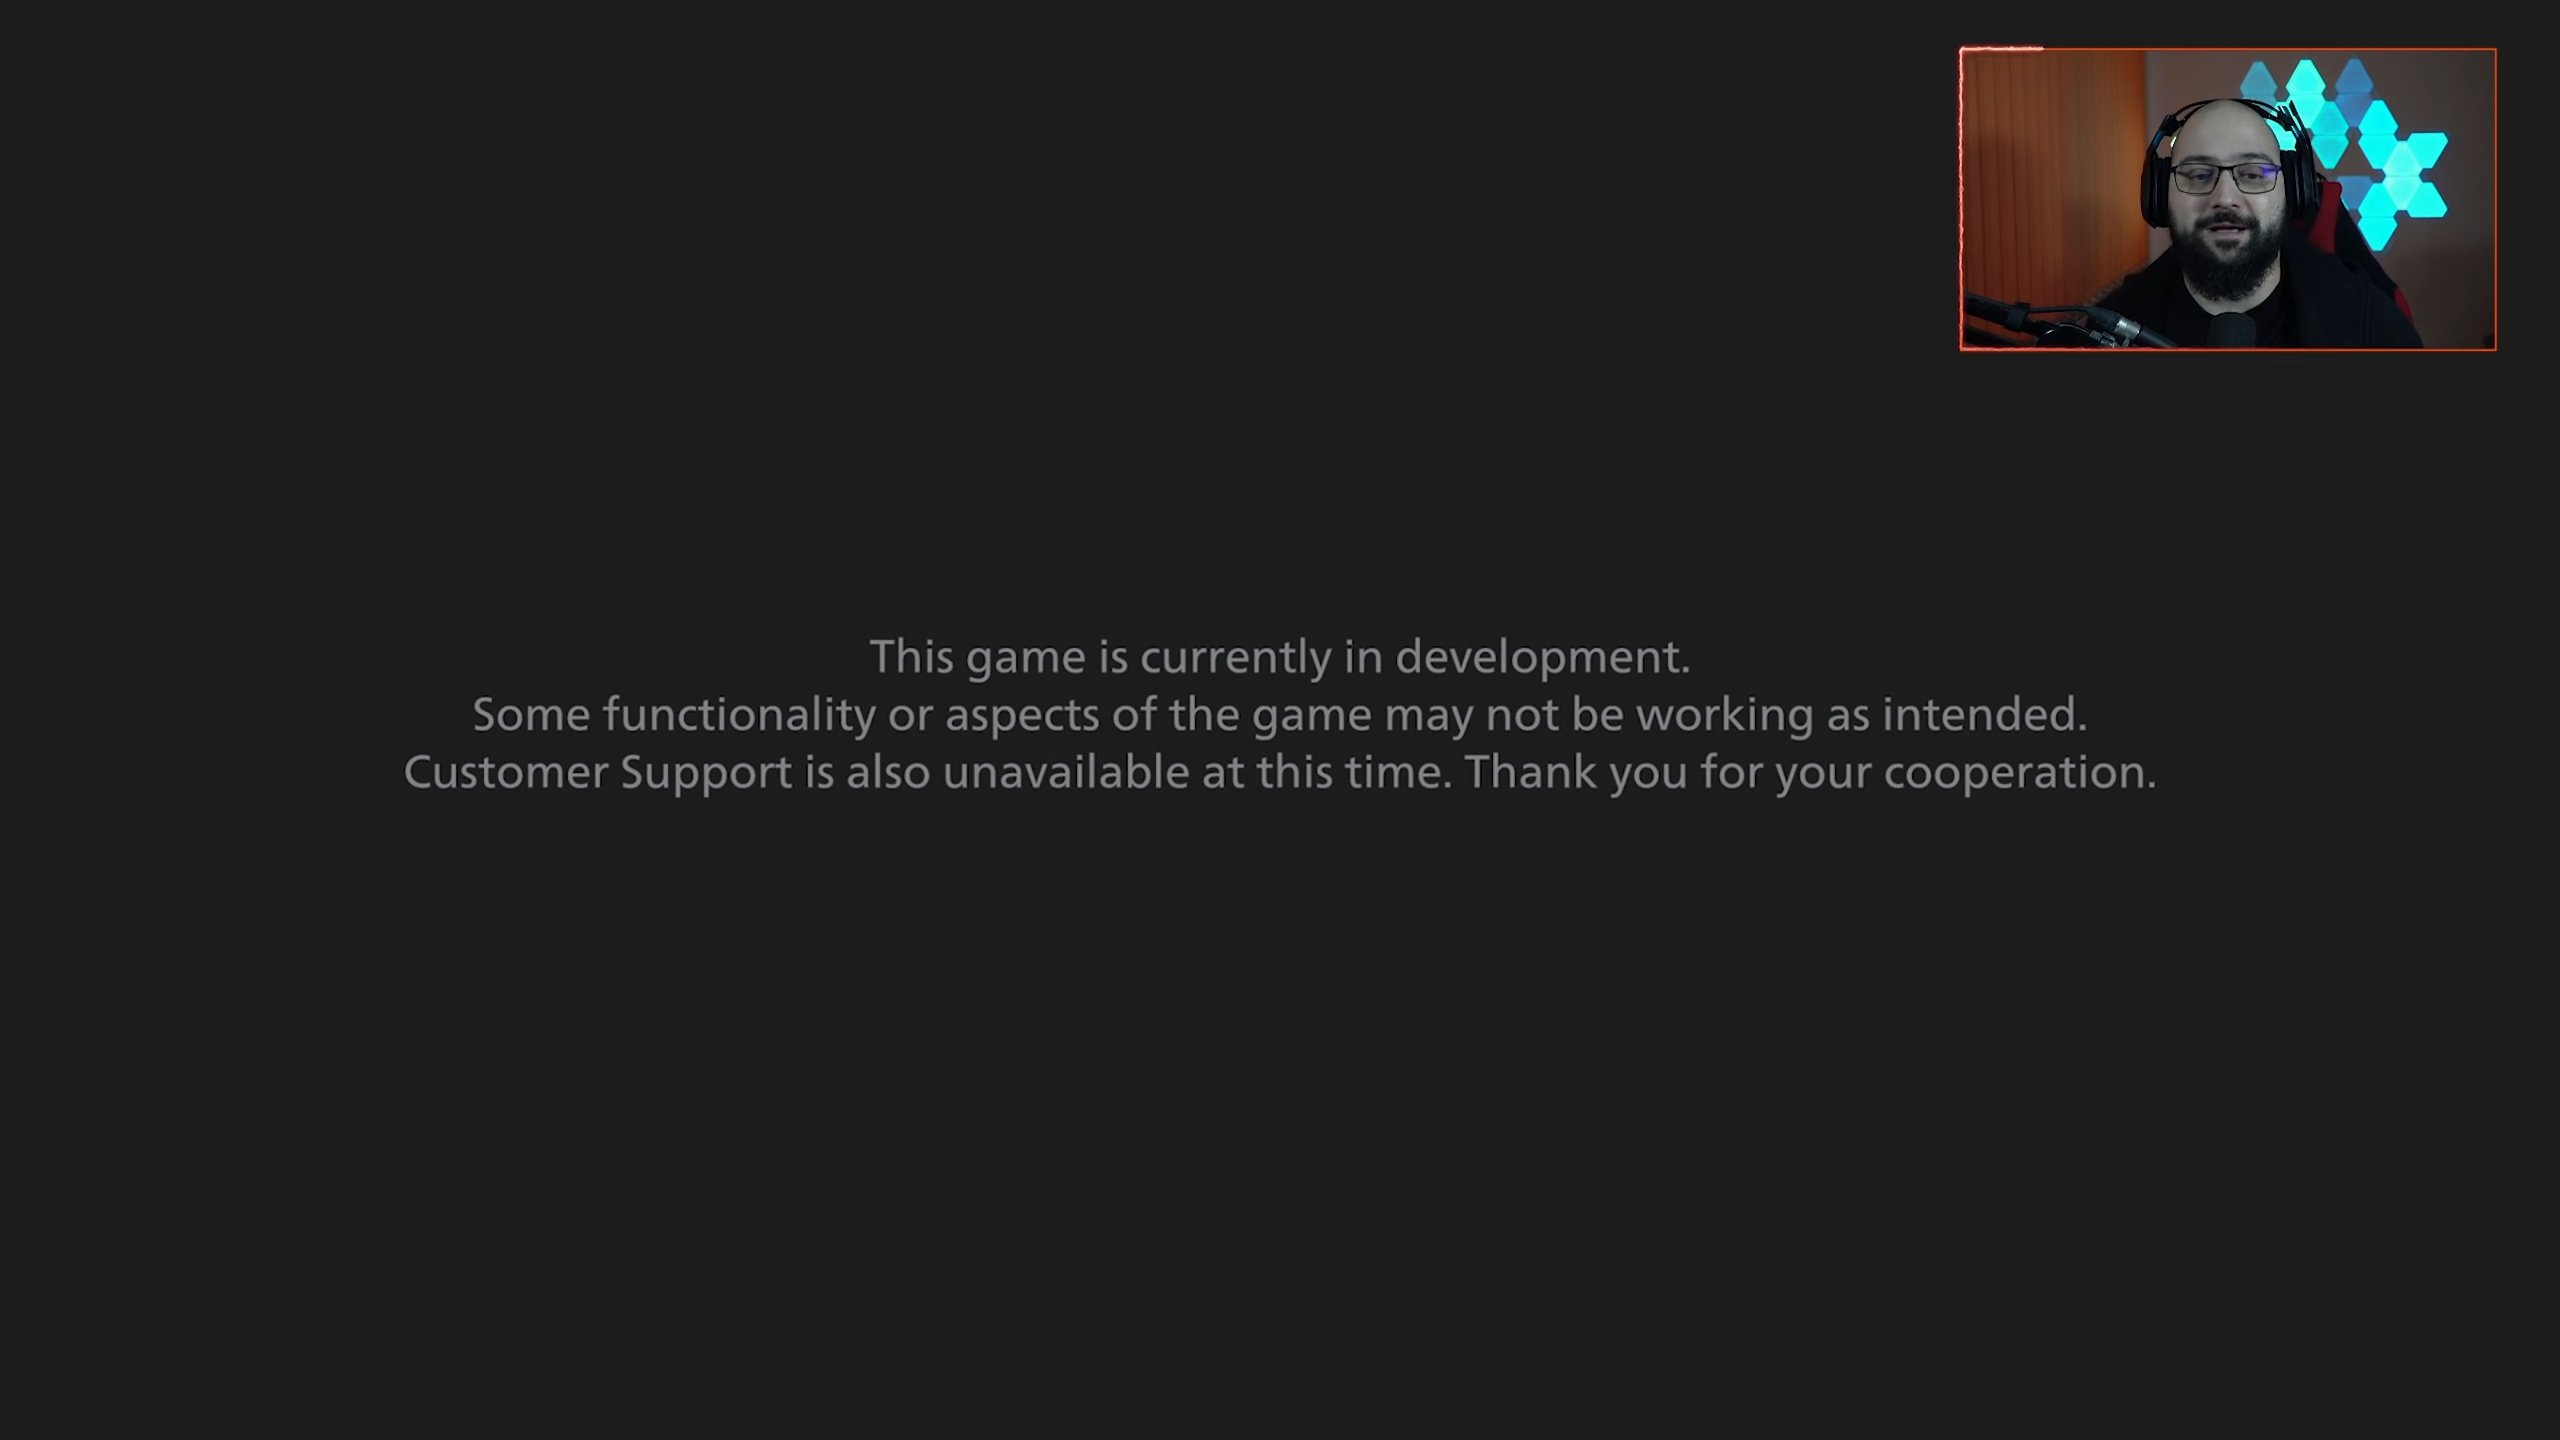 This game is currently in development.
Some functionality or aspects of the game may not be working as intended.
Customer Support is also unavailable at this time. Thank you for your cooperation.